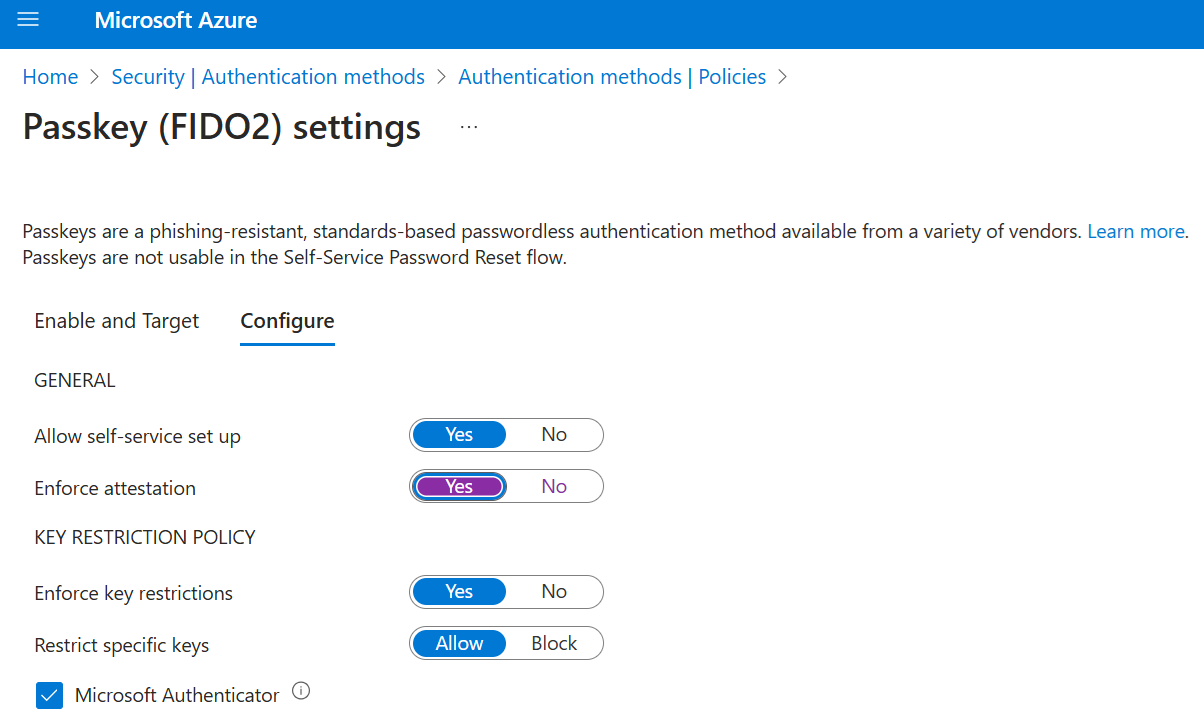 Microsoft Azure
Home > Security | Authentication methods > Authentication methods | Policies >
Passkey (FIDO2) settings ...
Passkeys are a phishing-resistant, standards-based passwordless authentication method available from a variety of vendors. Learn more.
Passkeys are not usable in the Self-Service Password Reset flow.
Enable and Target Configure
GENERAL
Allow self-service set up Yes No
Enforce attestation Yes No
KEY RESTRICTION POLICY
Enforce key restrictions Yes No
Restrict specific keys Allow Block
Microsoft Authenticator